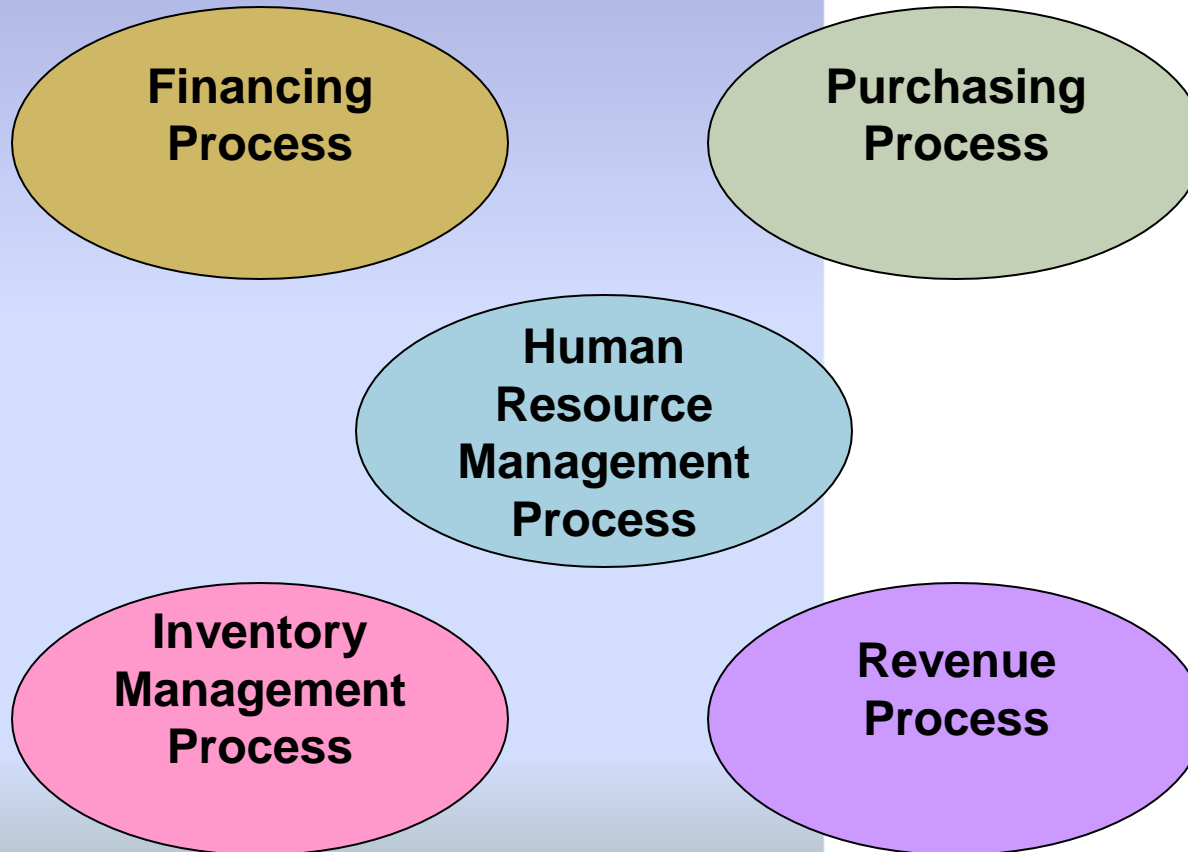 Financing
Process
Purchasing
Process
Human
Resource
Management
Process
Inventory
Management
Process
Revenue
Process